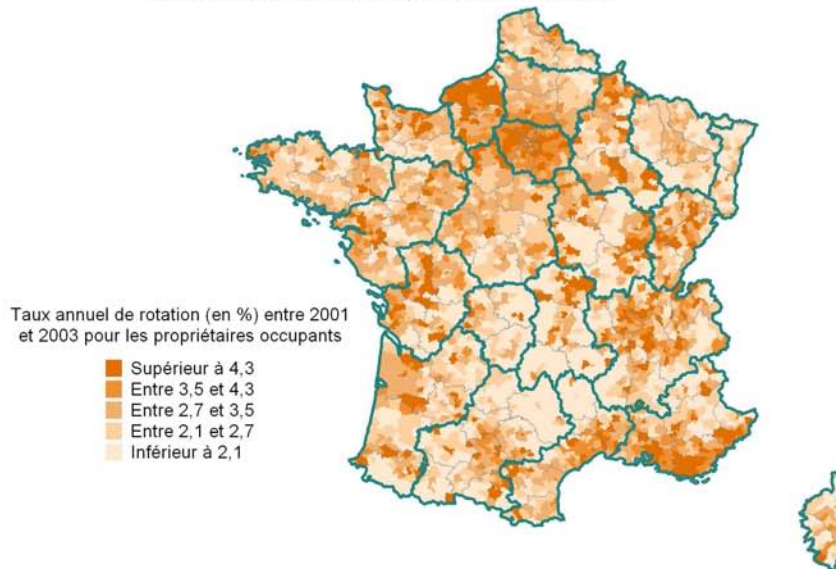 Taux annuel de rotation (en %) entre 2001
et 2003 pour les propriétaires occupants
Supérieur à 4,3
Entre 3,5 et 4,3
Entre 2,7 et 3,5
Entre 2,1 et 2,7
Inférieur à 2,1